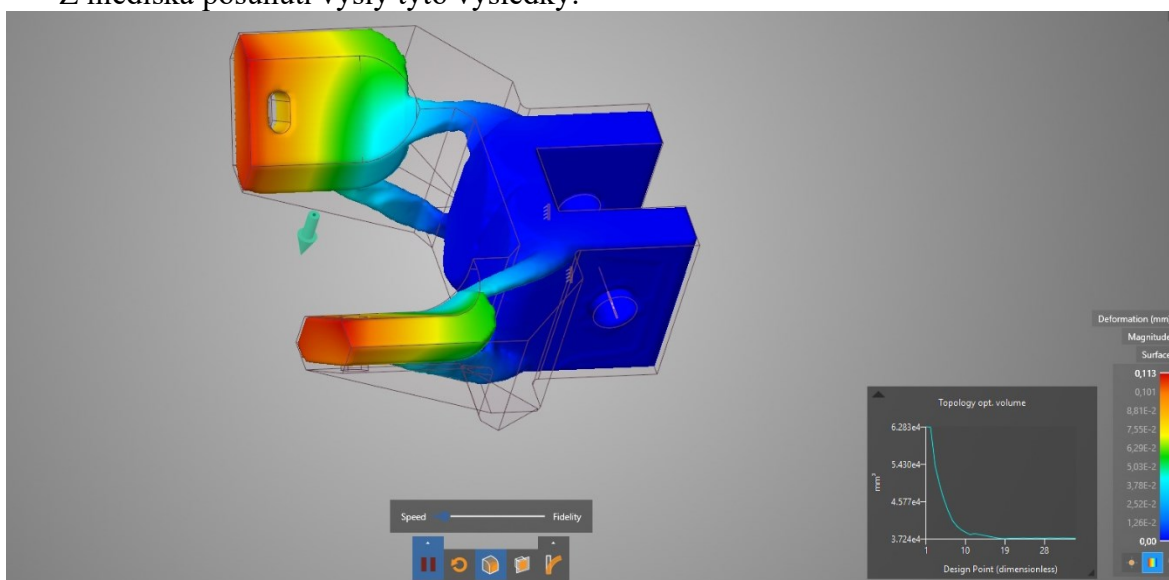 Z hlediska posunutí vyšly tyto výsledky:
Deformation (mm)
Magnitude
Surface
0,113
0,101
8,81E-2
7,55E-2
6,29E-2
5,03E-2
3,78E-2
2,52E-2
1,26E-2
0,00
Topology opt. volume
6.283e4
5.430e4
4.577e4
3.724e4
mm³
1 10 19 28
Design Point (dimensionless)
Speed Fidelity